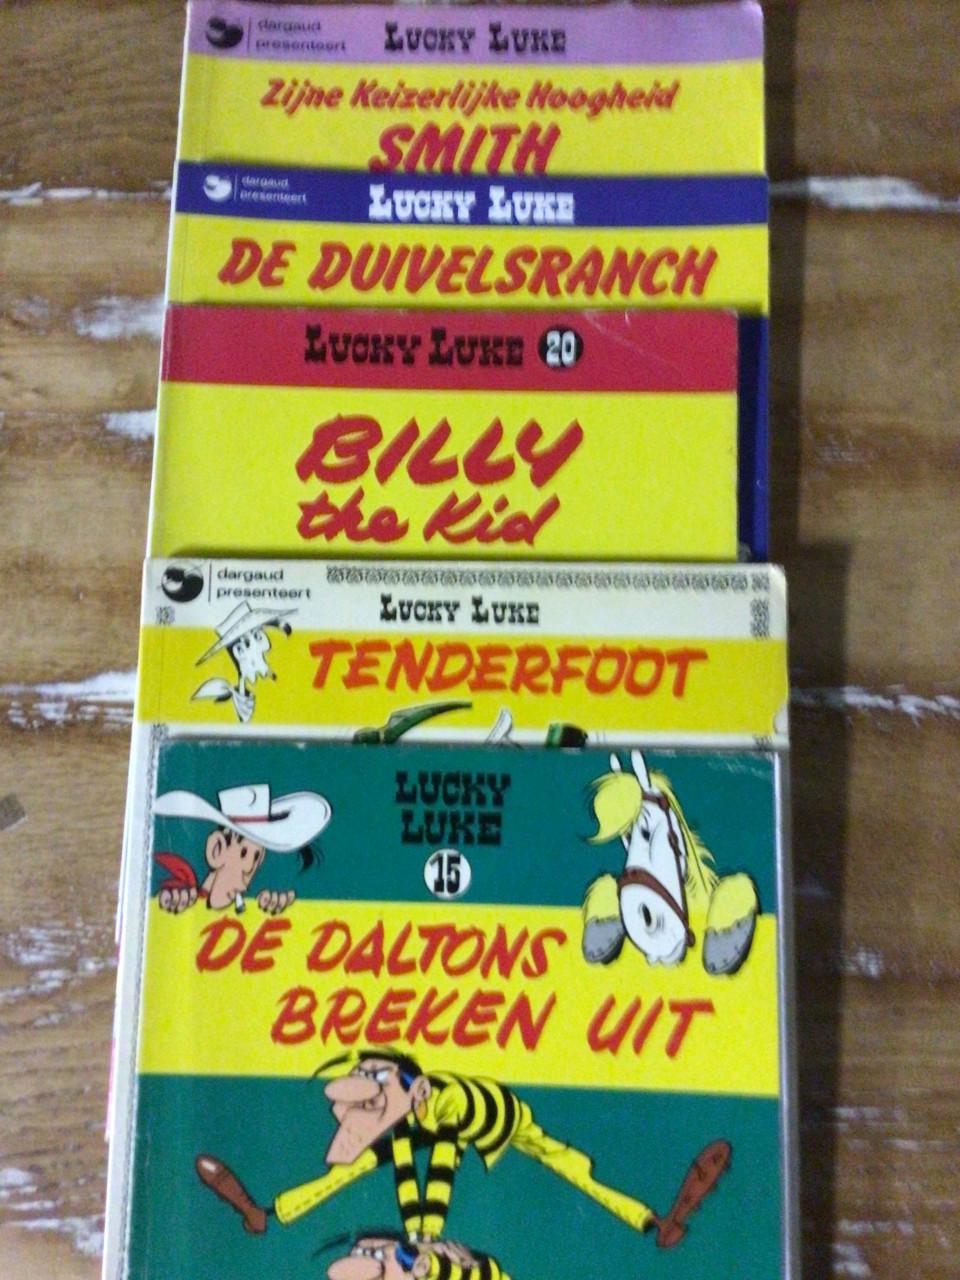 dargaud
presenteert
LUCKY LUKE
Zijne Keizerlijke Hoogheid
SMITH
dargaud
presenteert
LUCKY LUKE
DE DUIVELSRANCH
LUCKY LUKE 20
BILLY
the Kid
dargaud
presenteert
LUCKY LUKE
TENDERFOOT
LUCKY
LUKE
15
DE DALTONS
BREKEN UIT